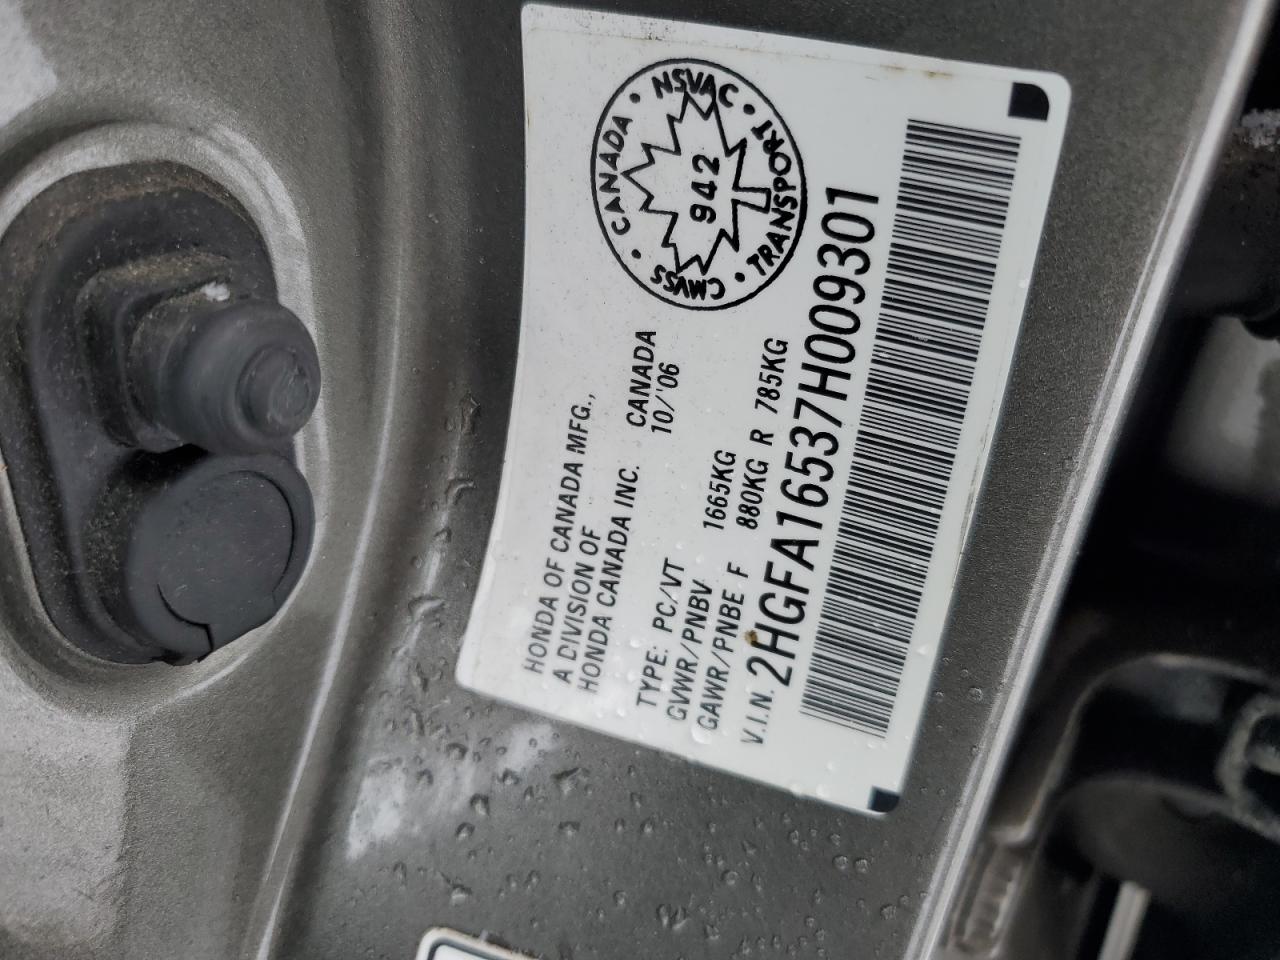 HONDA OF CANADA MFG.,
A DIVISION OF
HONDA CANADA INC. CANADA
10/'06
TYPE: PC/VT
GVWR/PNBV 1665KG
GAWR/PNBE F 880KG R 785KG
V.I.N. 2HGFA16537H009301
CANADA • NSVAC • TRANSPORT • CMVSS •
942